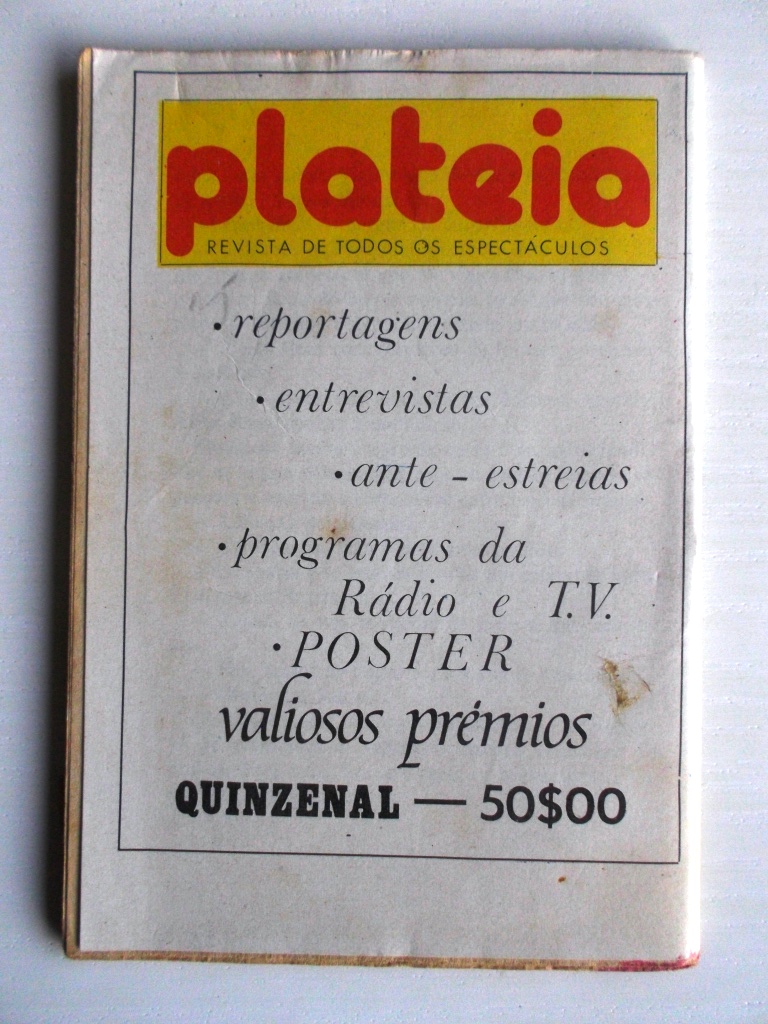 plateia
REVISTA DE TODOS OS ESPECTÁCULOS
• reportagens
• entrevistas
• ante - estreias
• programas da
Rádio e T.V.
• POSTER
valiosos prémios
QUINZENAL — 50$00